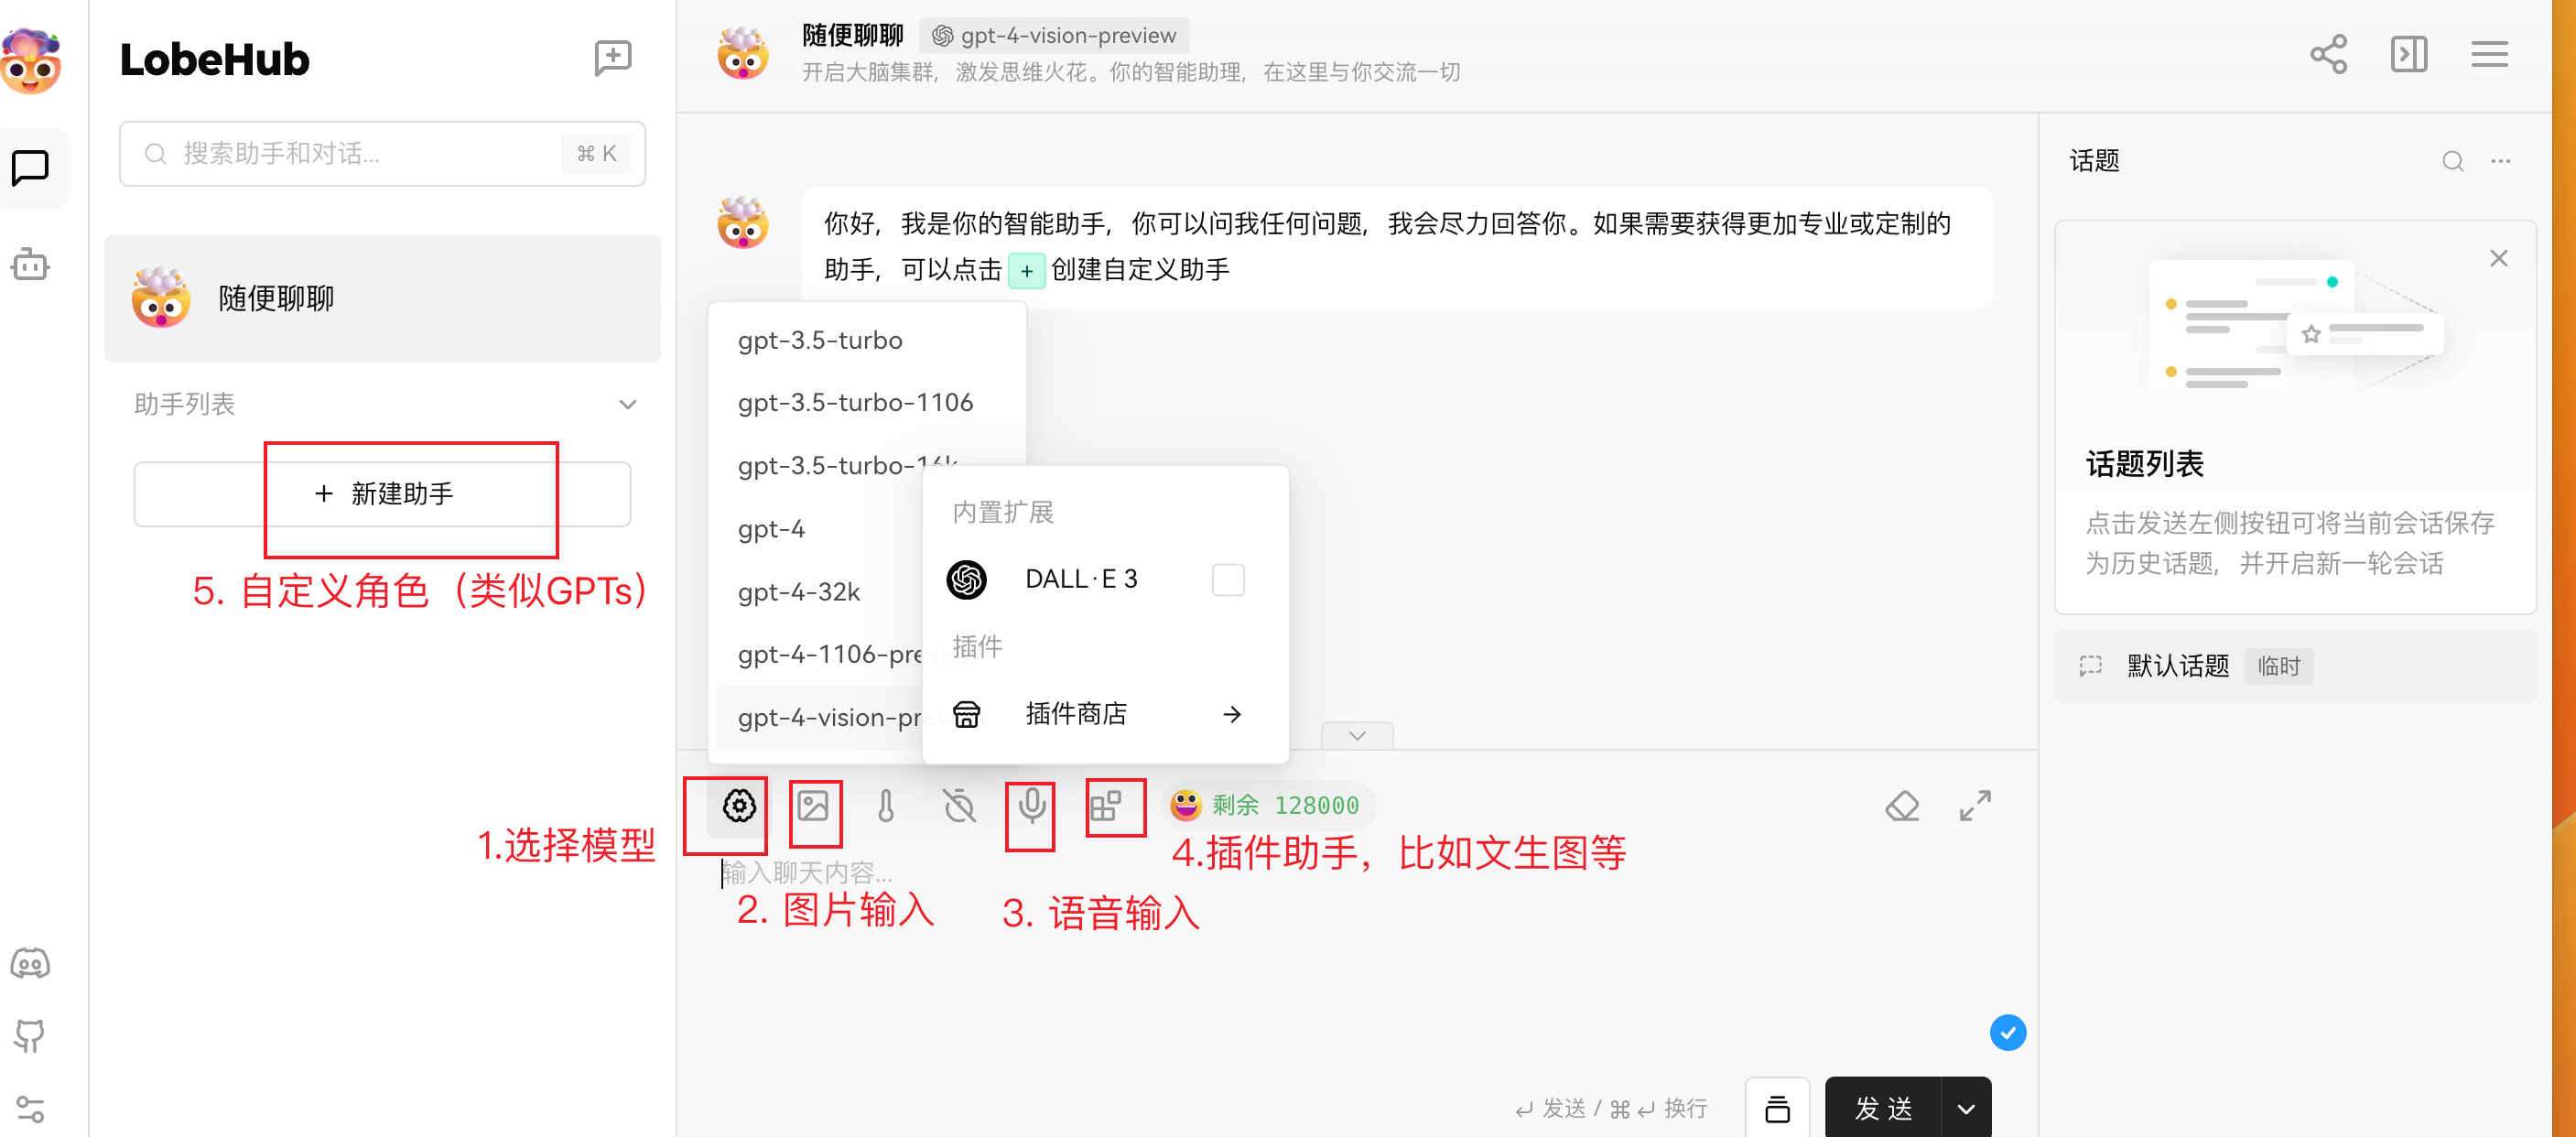 LobeHub
搜索助手和对话...
⌘ K
随便聊聊
助手列表
+ 新建助手
5. 自定义角色（类似GPTs）
随便聊聊 gpt-4-vision-preview
开启大脑集群，激发思维火花。你的智能助理，在这里与你交流一切
你好，我是你的智能助手，你可以问我任何问题，我会尽力回答你。如果需要获得更加专业或定制的
助手，可以点击 + 创建自定义助手
gpt-3.5-turbo
gpt-3.5-turbo-1106
gpt-3.5-turbo-16k
gpt-4
gpt-4-32k
gpt-4-1106-preview
gpt-4-vision-preview
内置扩展
DALL·E 3
插件
插件商店
剩余 128000
1.选择模型
4.插件助手，比如文生图等
输入聊天内容...
2. 图片输入
3. 语音输入
↵ 发送 / ⌘ ↵ 换行
发 送
话题
话题列表
点击发送左侧按钮可将当前会话保存
为历史话题，并开启新一轮会话
默认话题 临时